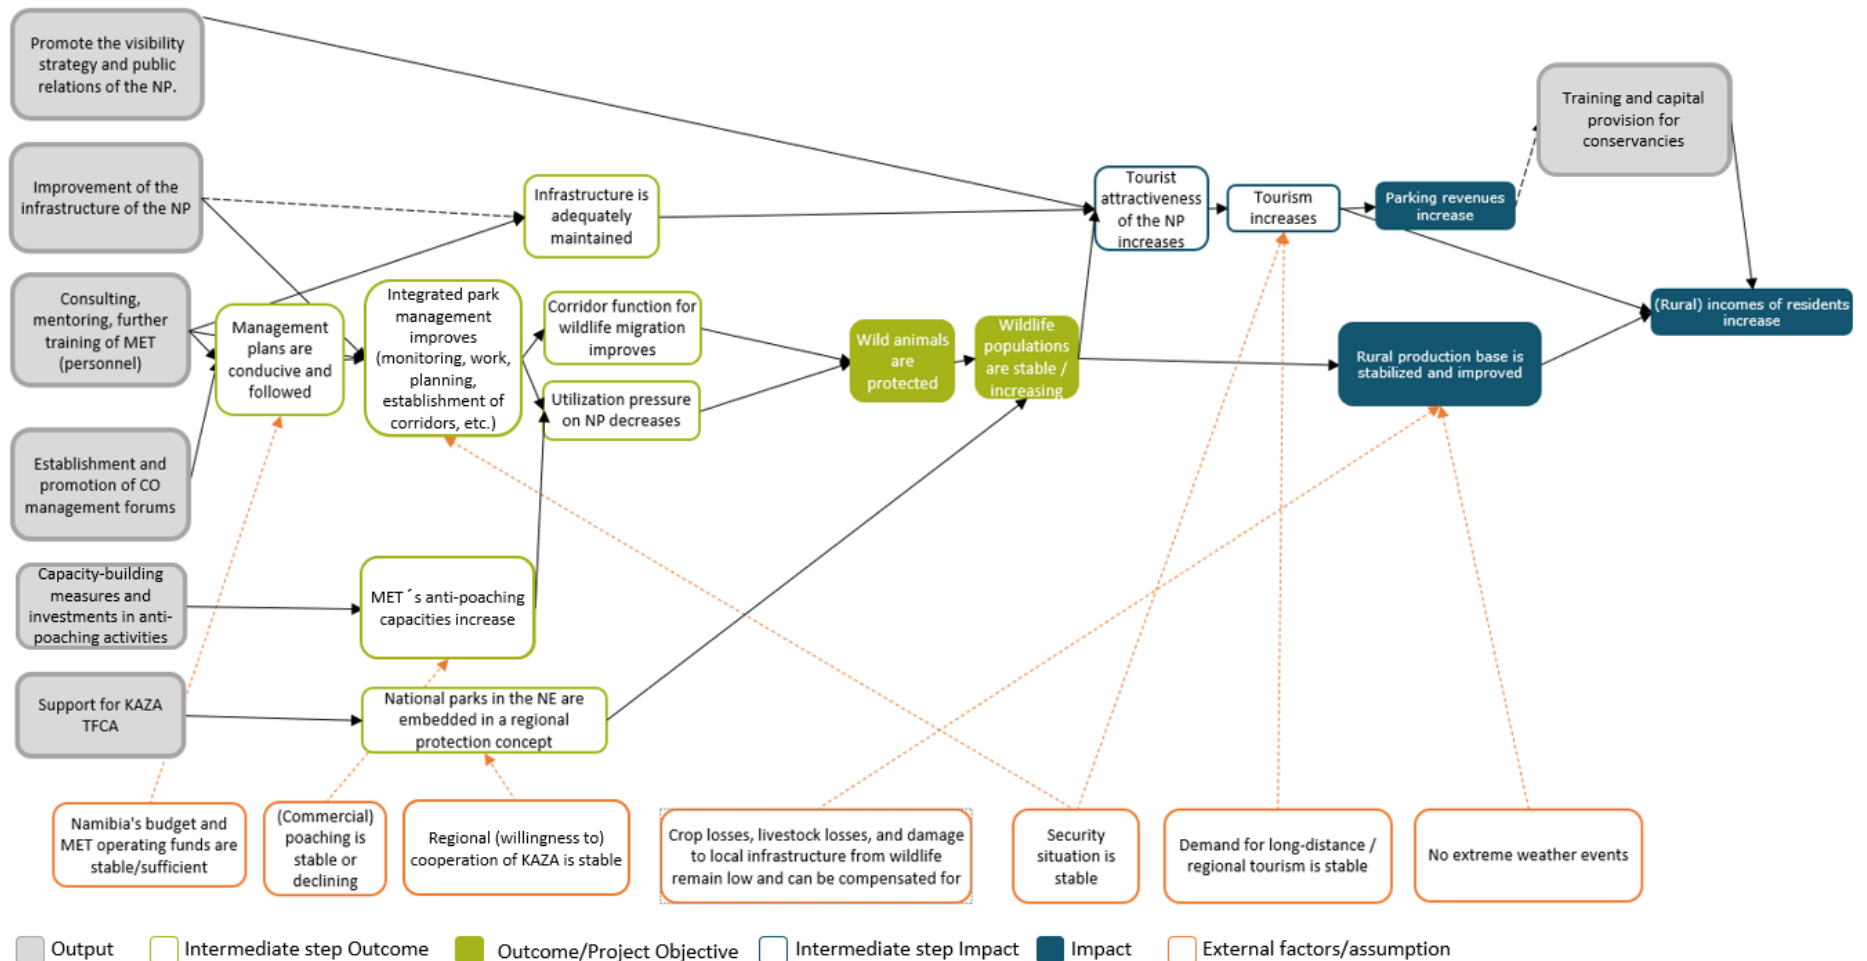 Promote the visibility
strategy and public
relations of the NP.
Improvement of the
infrastructure of the NP
Consulting,
mentoring, further
training of MET
(personnel)
Establishment and
promotion of CO
management forums
Capacity-building
measures and
investments in anti-
poaching activities
Support for KAZA
TFCA
Management
plans are
conducive and
followed
Infrastructure is
adequately
maintained
Integrated park
management
improves
(monitoring, work,
planning,
establishment of
corridors, etc.)
Corridor function for
wildlife migration
improves
Utilization pressure
on NP decreases
MET´s anti-poaching
capacities increase
National parks in the NE are
embedded in a regional
protection concept
Wild animals
are
protected
Wildlife
populations
are stable /
increasing
Tourist
attractiveness
of the NP
increases
Tourism
increases
Parking revenues
increase
Training and capital
provision for
conservancies
(Rural) incomes of residents
increase
Rural production base is
stabilized and improved
Namibia's budget and
MET operating funds are
stable/sufficient
(Commercial)
poaching is
stable or
declining
Regional (willingness to)
cooperation of KAZA is stable
Crop losses, livestock losses, and damage
to local infrastructure from wildlife
remain low and can be compensated for
Security
situation is
stable
Demand for long-distance /
regional tourism is stable
No extreme weather events
Output
Intermediate step Outcome
Outcome/Project Objective
Intermediate step Impact
Impact
External factors/assumption